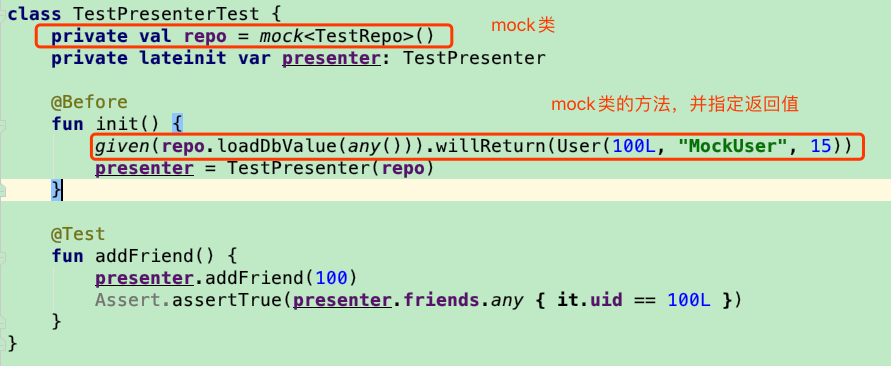 class TestPresenterTest {
mock类
private val repo = mock<TestRepo>()
private lateinit var presenter: TestPresenter
@Before
mock类的方法，并指定返回值
fun init() {
given(repo.loadDbValue(any())).willReturn(User(100L, "MockUser", 15))
presenter = TestPresenter(repo)
}
@Test
fun addFriend() {
presenter.addFriend(100)
Assert.assertTrue(presenter.friends.any { it.uid == 100L })
}
}